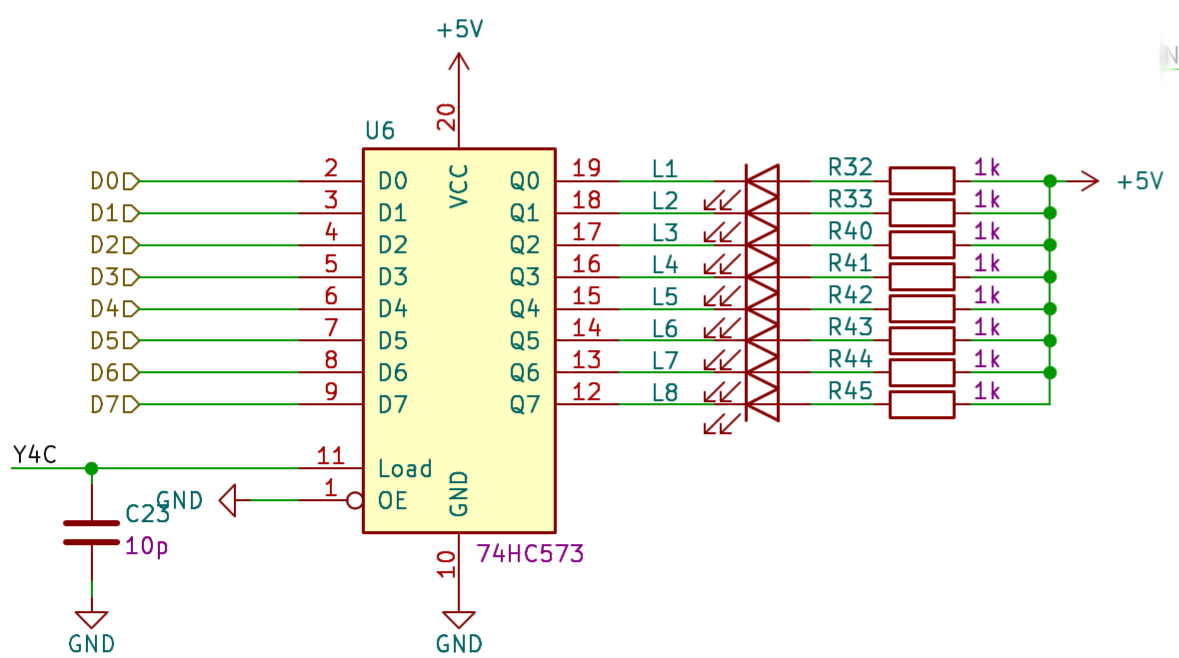 +5V
N
20
U6
VCC
D0 2 D0 Q0 19 L1 R32 1k +5V
D1 3 D1 Q1 18 L2 R33 1k
D2 4 D2 Q2 17 L3 R40 1k
D3 5 D3 Q3 16 L4 R41 1k
D4 6 D4 Q4 15 L5 R42 1k
D5 7 D5 Q5 14 L6 R43 1k
D6 8 D6 Q6 13 L7 R44 1k
D7 9 D7 Q7 12 L8 R45 1k
Y4C 11 Load
GND 1 OE
GND
C23
10p
74HC573
10
GND
GND